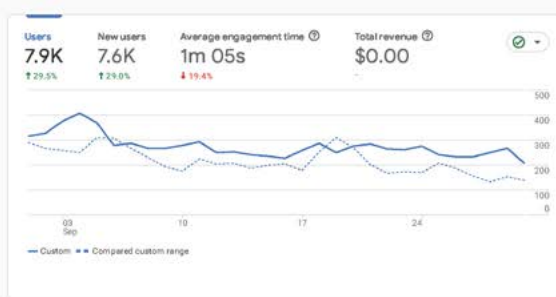 Users New users Average engagement time Total revenue
7.9K 7.6K 1m 05s $0.00
↑ 29.5% ↑ 29.0% ↓ 19.4% -
500
400
300
200
100
0
03 10 17 24
Sep
Custom Compared custom range